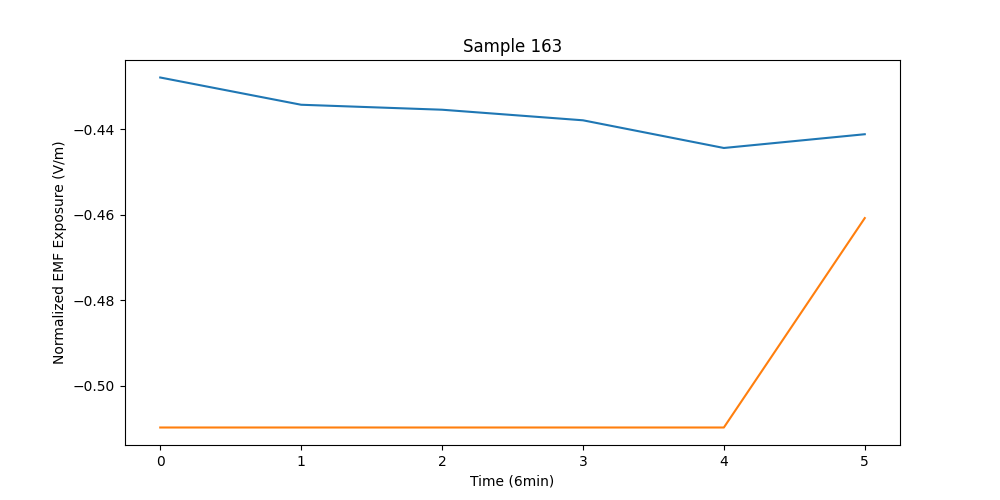 Sample 163
Normalized EMF Exposure (V/m)
−0.44
−0.46
−0.48
−0.50
0 1 2 3 4 5
Time (6min)